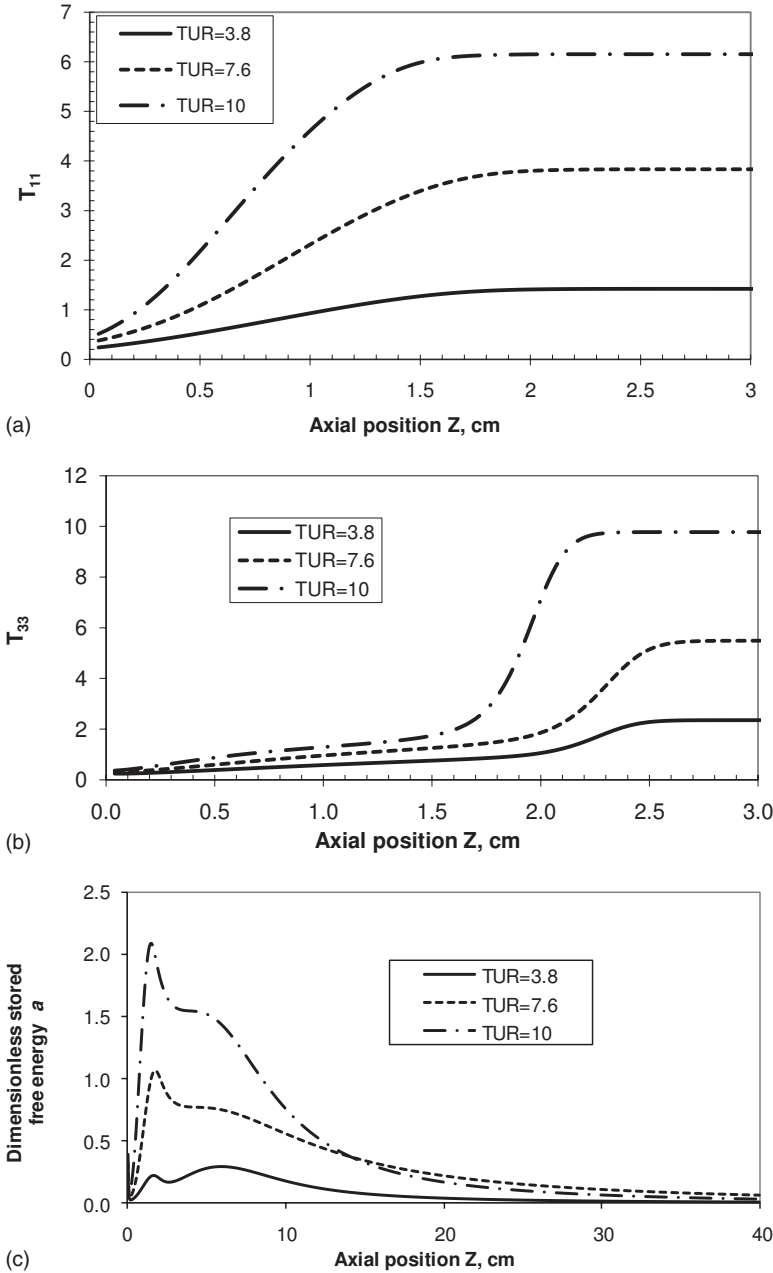 7
TUR=3.8
6
TUR=7.6
5
TUR=10
4
T11
3
2
1
0
0 0.5 1 1.5 2 2.5 3
(a)
Axial position Z, cm
12
10
TUR=3.8
TUR=7.6
8
TUR=10
T33
6
4
2
0
0.0 0.5 1.0 1.5 2.0 2.5 3.0
(b)
Axial position Z, cm
2.5
2.0
TUR=3.8
TUR=7.6
1.5
TUR=10
Dimensionless stored
free energy a
1.0
0.5
0.0
0 10 20 30 40
(c)
Axial position Z, cm